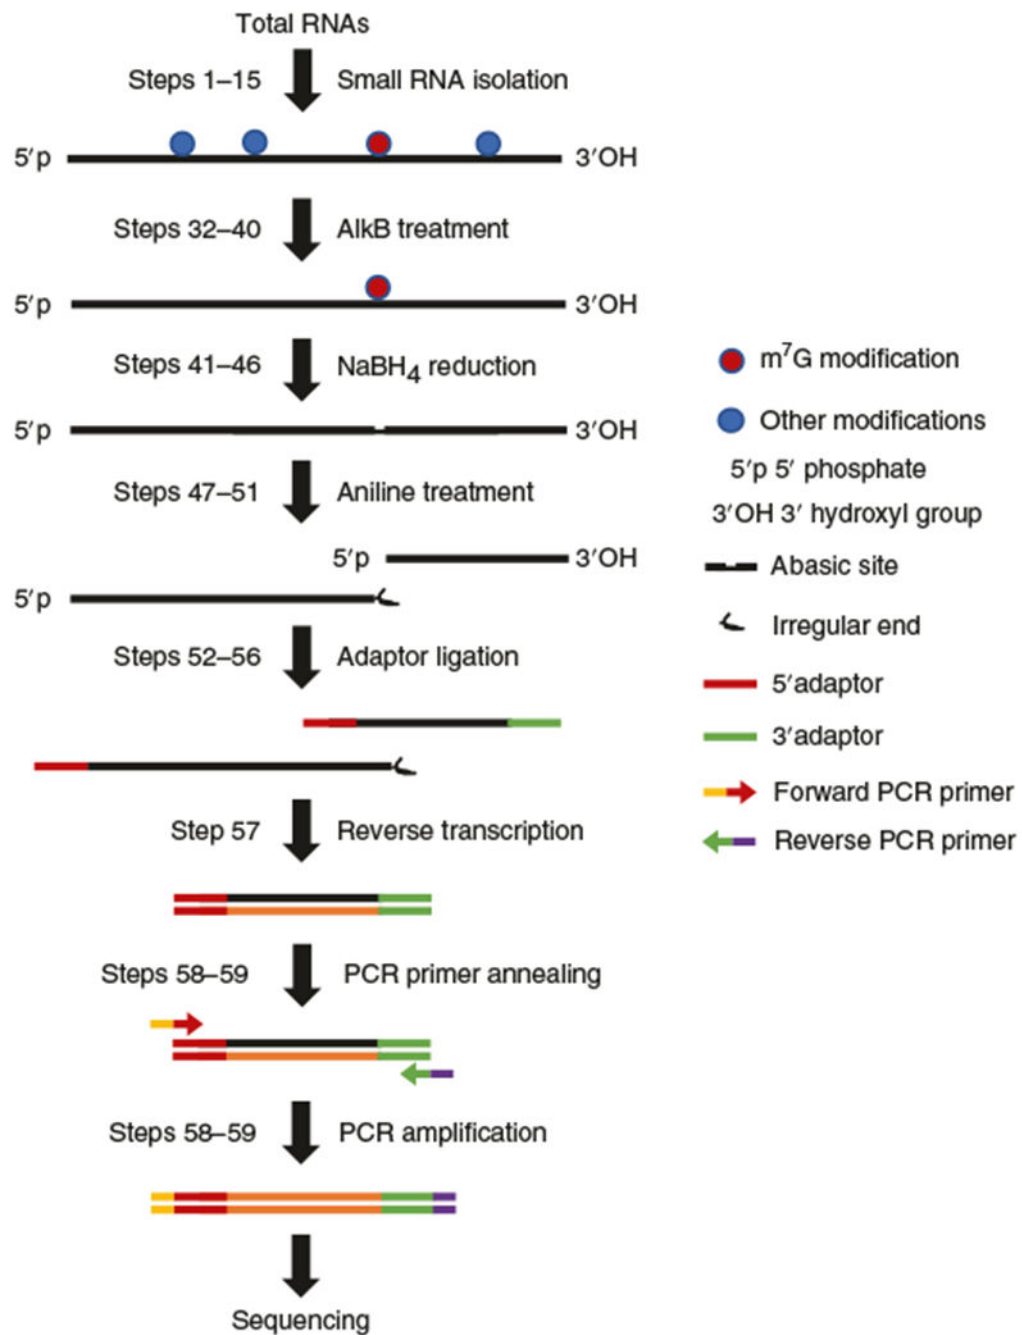 Total RNAs
Steps 1–15 Small RNA isolation
5′p 3′OH
Steps 32–40 AlkB treatment
5′p 3′OH
Steps 41–46 NaBH4 reduction
5′p 3′OH
Steps 47–51 Aniline treatment
5′p 3′OH
5′p
Steps 52–56 Adaptor ligation
Step 57 Reverse transcription
Steps 58–59 PCR primer annealing
Steps 58–59 PCR amplification
Sequencing
m7G modification
Other modifications
5′p 5′ phosphate
3′OH 3′ hydroxyl group
Abasic site
Irregular end
5′adaptor
3′adaptor
Forward PCR primer
Reverse PCR primer